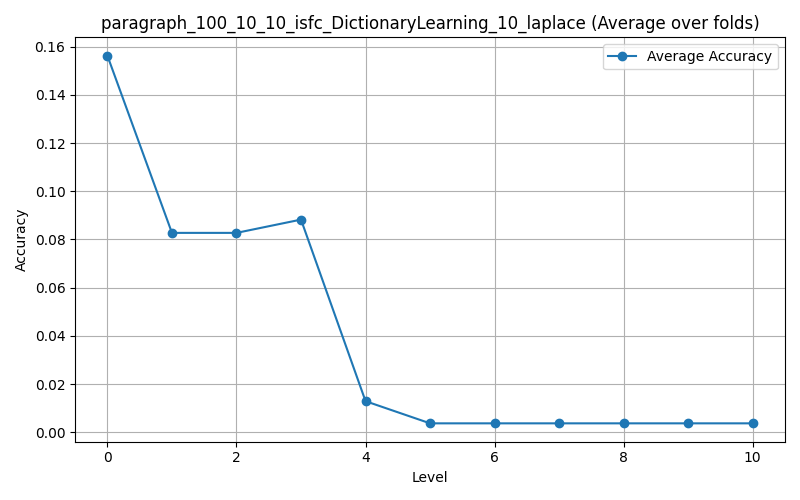 paragraph_100_10_10_isfc_DictionaryLearning_10_laplace (Average over folds)
Average Accuracy
0.16
0.14
0.12
0.10
0.08
0.06
0.04
0.02
0.00
Accuracy
0 2 4 6 8 10
Level